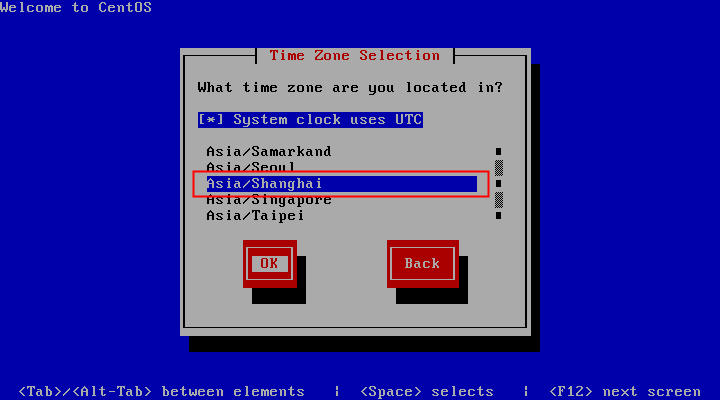 Welcome to CentOS
Time Zone Selection
What time zone are you located in?
[*] System clock uses UTC
Asia/Samarkand
Asia/Seoul
Asia/Shanghai
Asia/Singapore
Asia/Taipei
OK Back
<Tab>/<Alt-Tab> between elements | <Space> selects | <F12> next screen